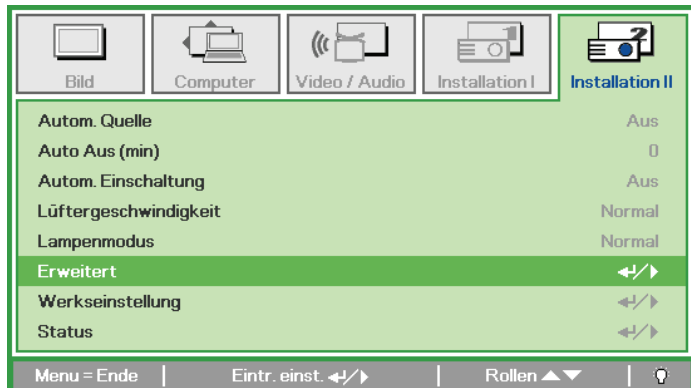 Bild Computer Video / Audio Installation I Installation II
Autom. Quelle Aus
Auto Aus (min) 0
Autom. Einschaltung Aus
Lüftergeschwindigkeit Normal
Lampenmodus Normal
Erweitert ↵/▶
Werkseinstellung ↵/▶
Status ↵/▶
Menu = Ende | Eintr. einst. ↵/▶ | Rollen ▲▼ |